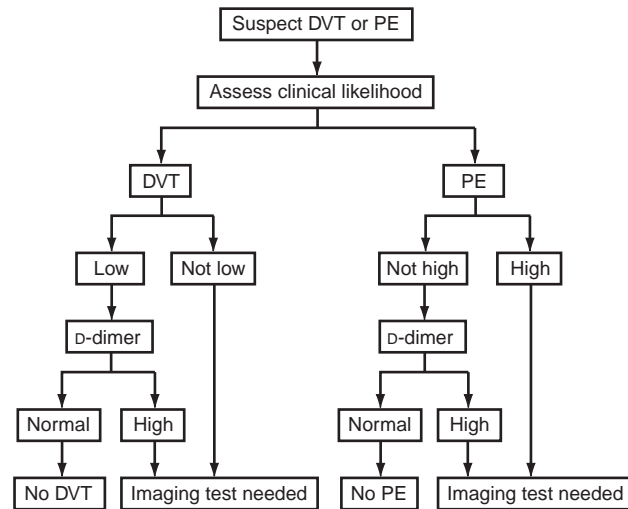 Suspect DVT or PE
Assess clinical likelihood
DVT
PE
Low
Not low
Not high
High
D-dimer
D-dimer
Normal
High
Normal
High
No DVT
Imaging test needed
No PE
Imaging test needed